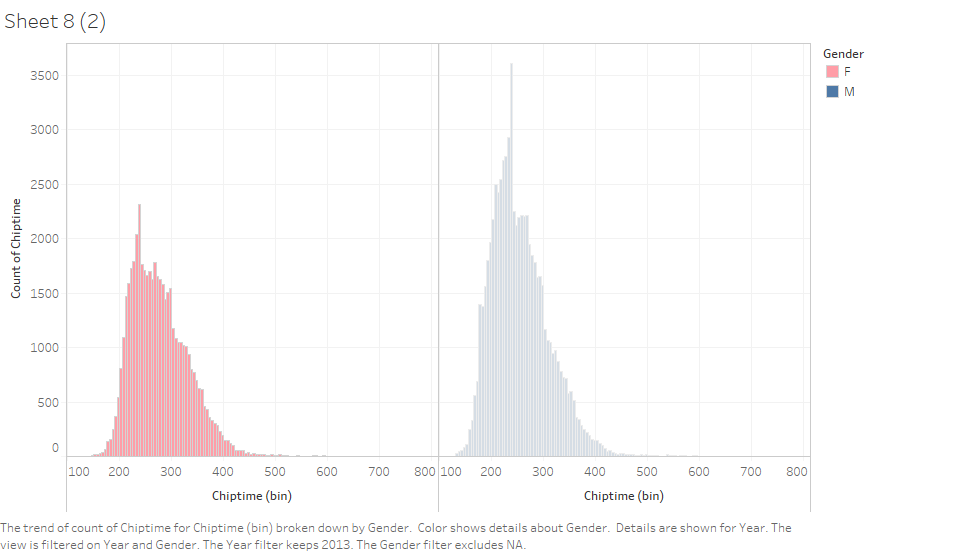 Sheet 8 (2)
Gender
F
M
3500
3000
2500
2000
1500
1000
500
0
Count of Chiptime
100 200 300 400 500 600 700 800 100 200 300 400 500 600 700 800
Chiptime (bin) Chiptime (bin)
The trend of count of Chiptime for Chiptime (bin) broken down by Gender. Color shows details about Gender. Details are shown for Year. The
view is filtered on Year and Gender. The Year filter keeps 2013. The Gender filter excludes NA.